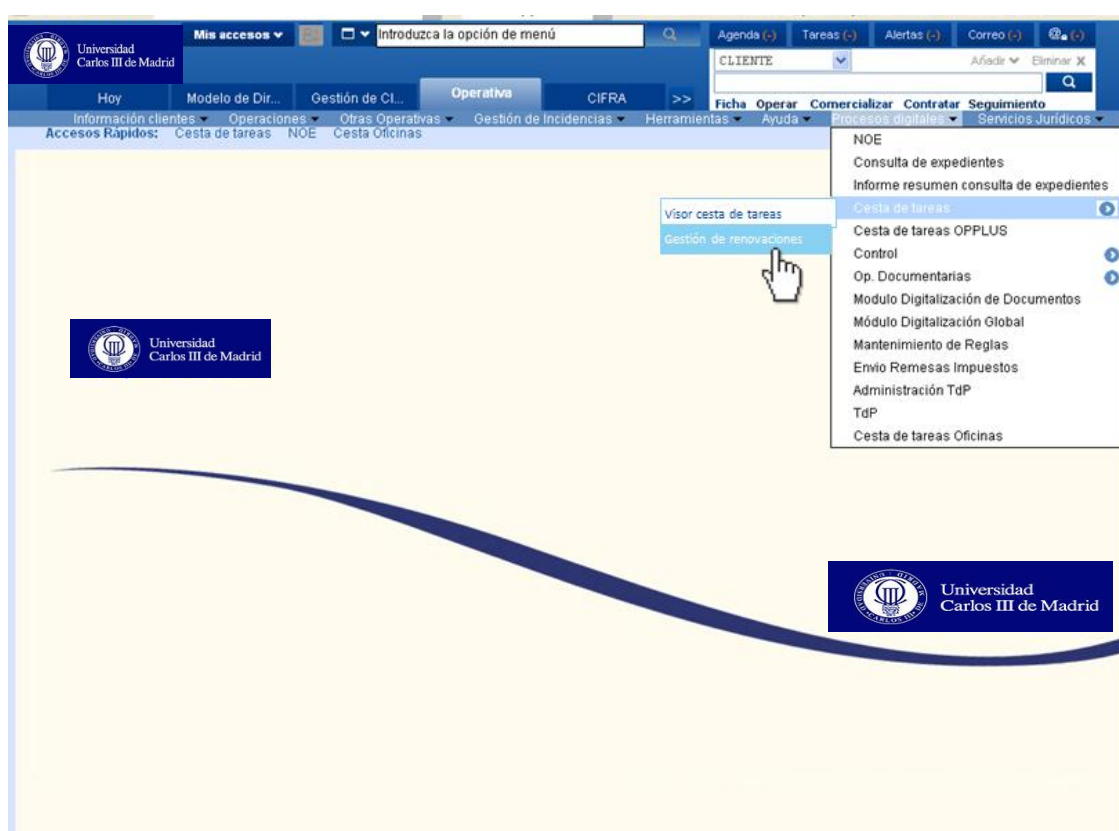 Universidad
Carlos III de Madrid
Mis accesos
Introduzca la opción de menú
Agenda (-) Tareas (-) Alertas (-) Correo (-) @ (-)
CLIENTE Añadir Eliminar X
Hoy Modelo de Dir... Gestión de Cl... Operativa CIFRA >>
Ficha Operar Comercializar Contratar Seguimiento
Información clientes Operaciones Otras Operativas Gestión de Incidencias Herramientas Ayuda Procesos digitales Servicios Jurídicos
Accesos Rápidos: Cesta de tareas NOE Cesta Oficinas
NOE
Consulta de expedientes
Informe resumen consulta de expedientes
Cesta de tareas
Visor cesta de tareas
Gestión de renovaciones
Cesta de tareas OPPLUS
Control
Op. Documentarias
Modulo Digitalización de Documentos
Módulo Digitalización Global
Mantenimiento de Reglas
Envio Remesas Impuestos
Administración TdP
TdP
Cesta de tareas Oficinas
Universidad
Carlos III de Madrid
Universidad
Carlos III de Madrid